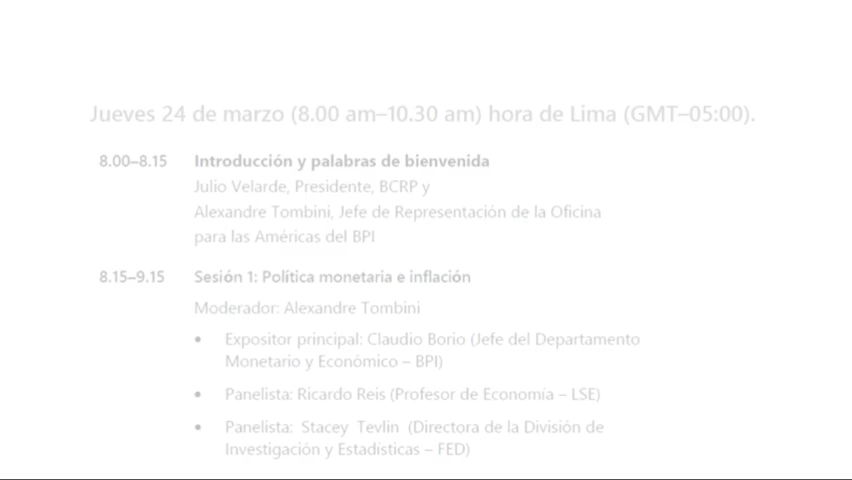 Jueves 24 de marzo (8.00 am–10.30 am) hora de Lima (GMT–05:00).
8.00–8.15 Introducción y palabras de bienvenida
Julio Velarde, Presidente, BCRP y
Alexandre Tombini, Jefe de Representación de la Oficina
para las Américas del BPI
8.15–9.15 Sesión 1: Política monetaria e inflación
Moderador: Alexandre Tombini
• Expositor principal: Claudio Borio (Jefe del Departamento
Monetario y Económico – BPI)
• Panelista: Ricardo Reis (Profesor de Economía – LSE)
• Panelista: Stacey Tevlin (Directora de la División de
Investigación y Estadísticas – FED)